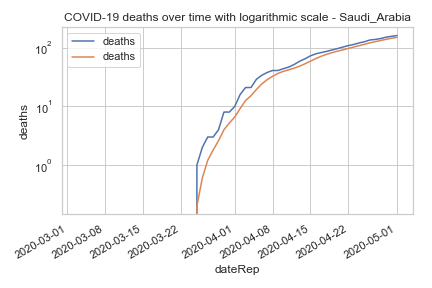 COVID-19 deaths over time with logarithmic scale - Saudi_Arabia
deaths
deaths
10²
10¹
10⁰
deaths
2020-03-01
2020-03-08
2020-03-15
2020-03-22
2020-04-01
2020-04-08
2020-04-15
2020-04-22
2020-05-01
dateRep